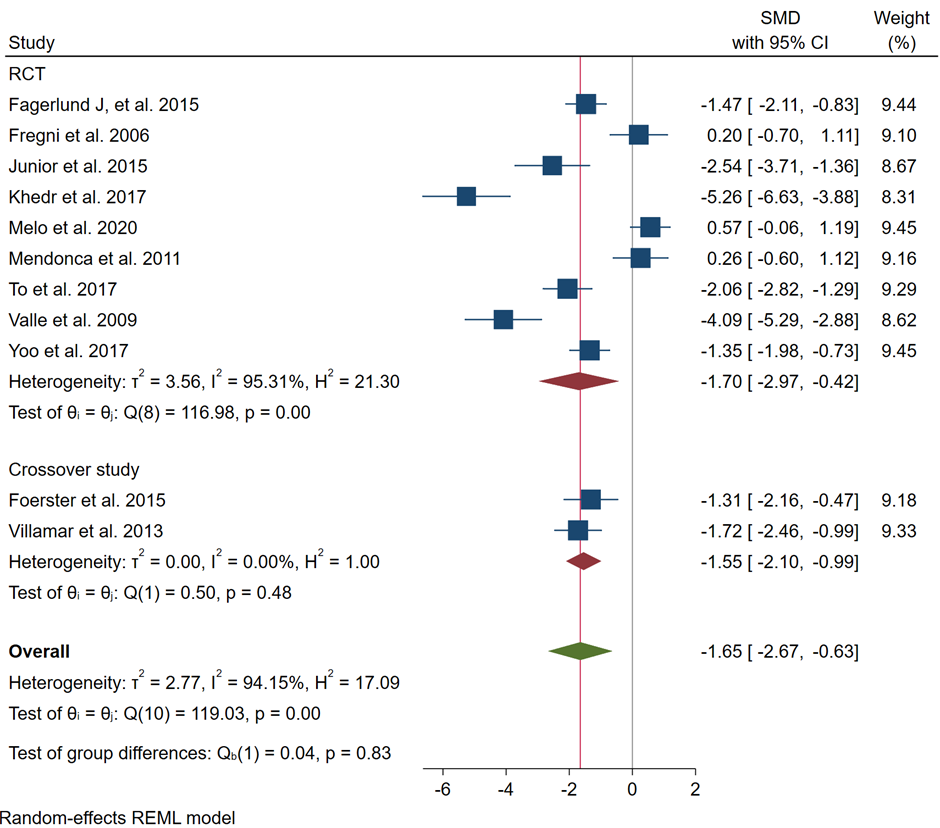 Study SMD with 95% CI Weight (%)
RCT
Fagerlund J, et al. 2015 -1.47 [ -2.11, -0.83] 9.44
Fregni et al. 2006 0.20 [ -0.70, 1.11] 9.10
Junior et al. 2015 -2.54 [ -3.71, -1.36] 8.67
Khedr et al. 2017 -5.26 [ -6.63, -3.88] 8.31
Melo et al. 2020 0.57 [ -0.06, 1.19] 9.45
Mendonca et al. 2011 0.26 [ -0.60, 1.12] 9.16
To et al. 2017 -2.06 [ -2.82, -1.29] 9.29
Valle et al. 2009 -4.09 [ -5.29, -2.88] 8.62
Yoo et al. 2017 -1.35 [ -1.98, -0.73] 9.45
Heterogeneity: τ² = 3.56, I² = 95.31%, H² = 21.30 -1.70 [ -2.97, -0.42]
Test of θᵢ = θⱼ: Q(8) = 116.98, p = 0.00
Crossover study
Foerster et al. 2015 -1.31 [ -2.16, -0.47] 9.18
Villamar et al. 2013 -1.72 [ -2.46, -0.99] 9.33
Heterogeneity: τ² = 0.00, I² = 0.00%, H² = 1.00 -1.55 [ -2.10, -0.99]
Test of θᵢ = θⱼ: Q(1) = 0.50, p = 0.48
Overall -1.65 [ -2.67, -0.63]
Heterogeneity: τ² = 2.77, I² = 94.15%, H² = 17.09
Test of θᵢ = θⱼ: Q(10) = 119.03, p = 0.00
Test of group differences: Q_b(1) = 0.04, p = 0.83
-6 -4 -2 0 2
Random-effects REML model